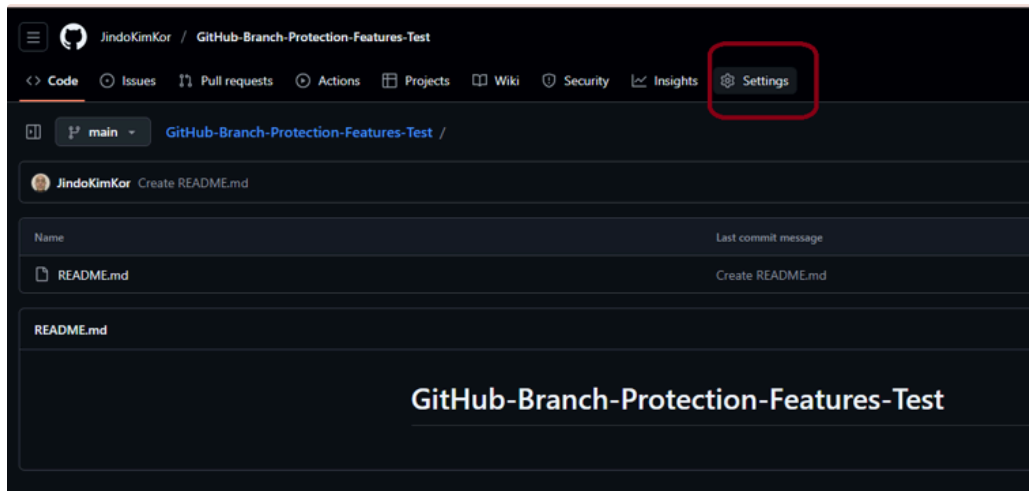 JindoKimKor / GitHub-Branch-Protection-Features-Test
Code Issues Pull requests Actions Projects Wiki Security Insights Settings
main GitHub-Branch-Protection-Features-Test /
JindoKimKor Create README.md
Name Last commit message
README.md Create README.md
README.md
GitHub-Branch-Protection-Features-Test